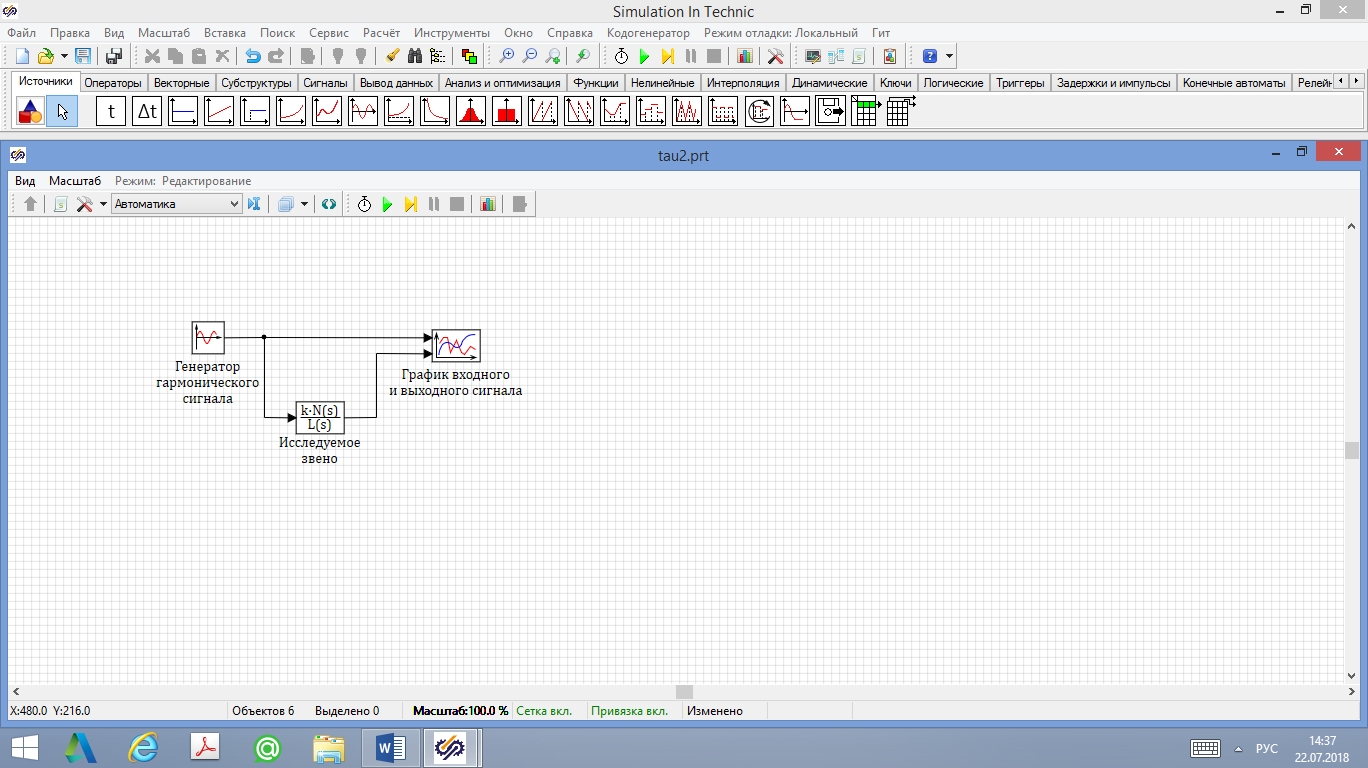 Simulation In Technic
Файл Правка Вид Масштаб Вставка Поиск Сервис Расчёт Инструменты Окно Справка Кодогенератор Режим отладки: Локальный Гит
Источники Операторы Векторные Субструктуры Сигналы Вывод данных Анализ и оптимизация Функции Нелинейные Интерполяция Динамические Ключи Логические Триггеры Задержки и импульсы Конечные автоматы Релейн
t Δt
tau2.prt
Вид Масштаб Режим: Редактирование
Автоматика
Генератор
гармонического
сигнала
График входного
и выходного сигнала
k·N(s)
L(s)
Исследуемое
звено
X:480.0 Y:216.0 Объектов 6 Выделено 0 Масштаб:100.0 % Сетка вкл. Привязка вкл. Изменено
РУС
14:37
22.07.2018